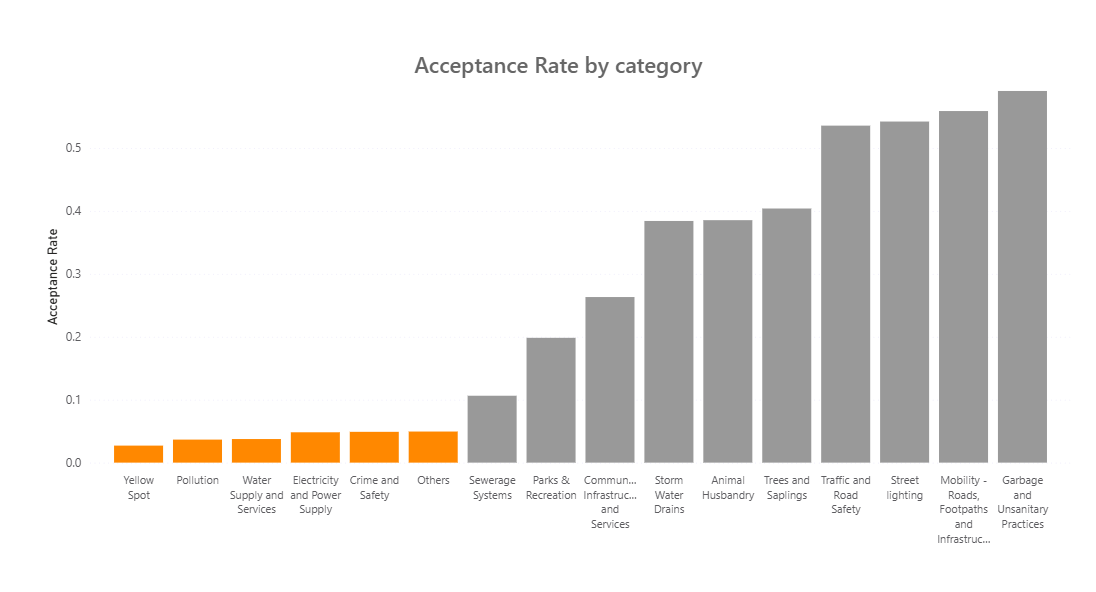 Acceptance Rate by category
Acceptance Rate
0.5
0.4
0.3
0.2
0.1
0.0
Yellow
Spot
Pollution
Water
Supply and
Services
Electricity
and Power
Supply
Crime and
Safety
Others
Sewerage
Systems
Parks &
Recreation
Commun...
Infrastruc...
and
Services
Storm
Water
Drains
Animal
Husbandry
Trees and
Saplings
Traffic and
Road
Safety
Street
lighting
Mobility -
Roads,
Footpaths
and
Infrastruc...
Garbage
and
Unsanitary
Practices